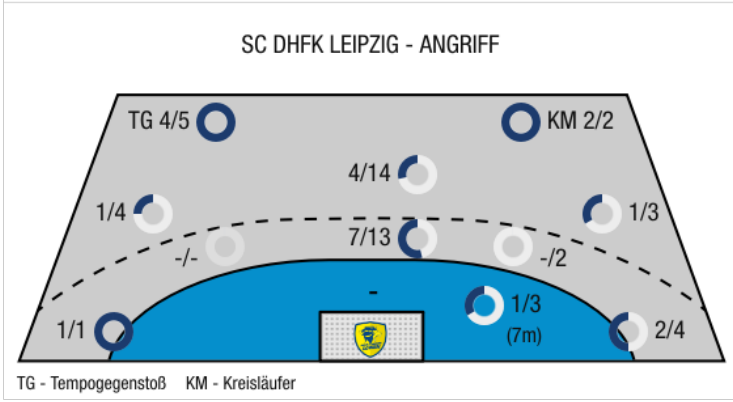 SC DHFK LEIPZIG - ANGRIFF
TG 4/5
KM 2/2
4/14
1/4
1/3
7/13
-/-
-/2
-
1/3
(7m)
1/1
2/4
TG - Tempogegenstoß KM - Kreisläufer